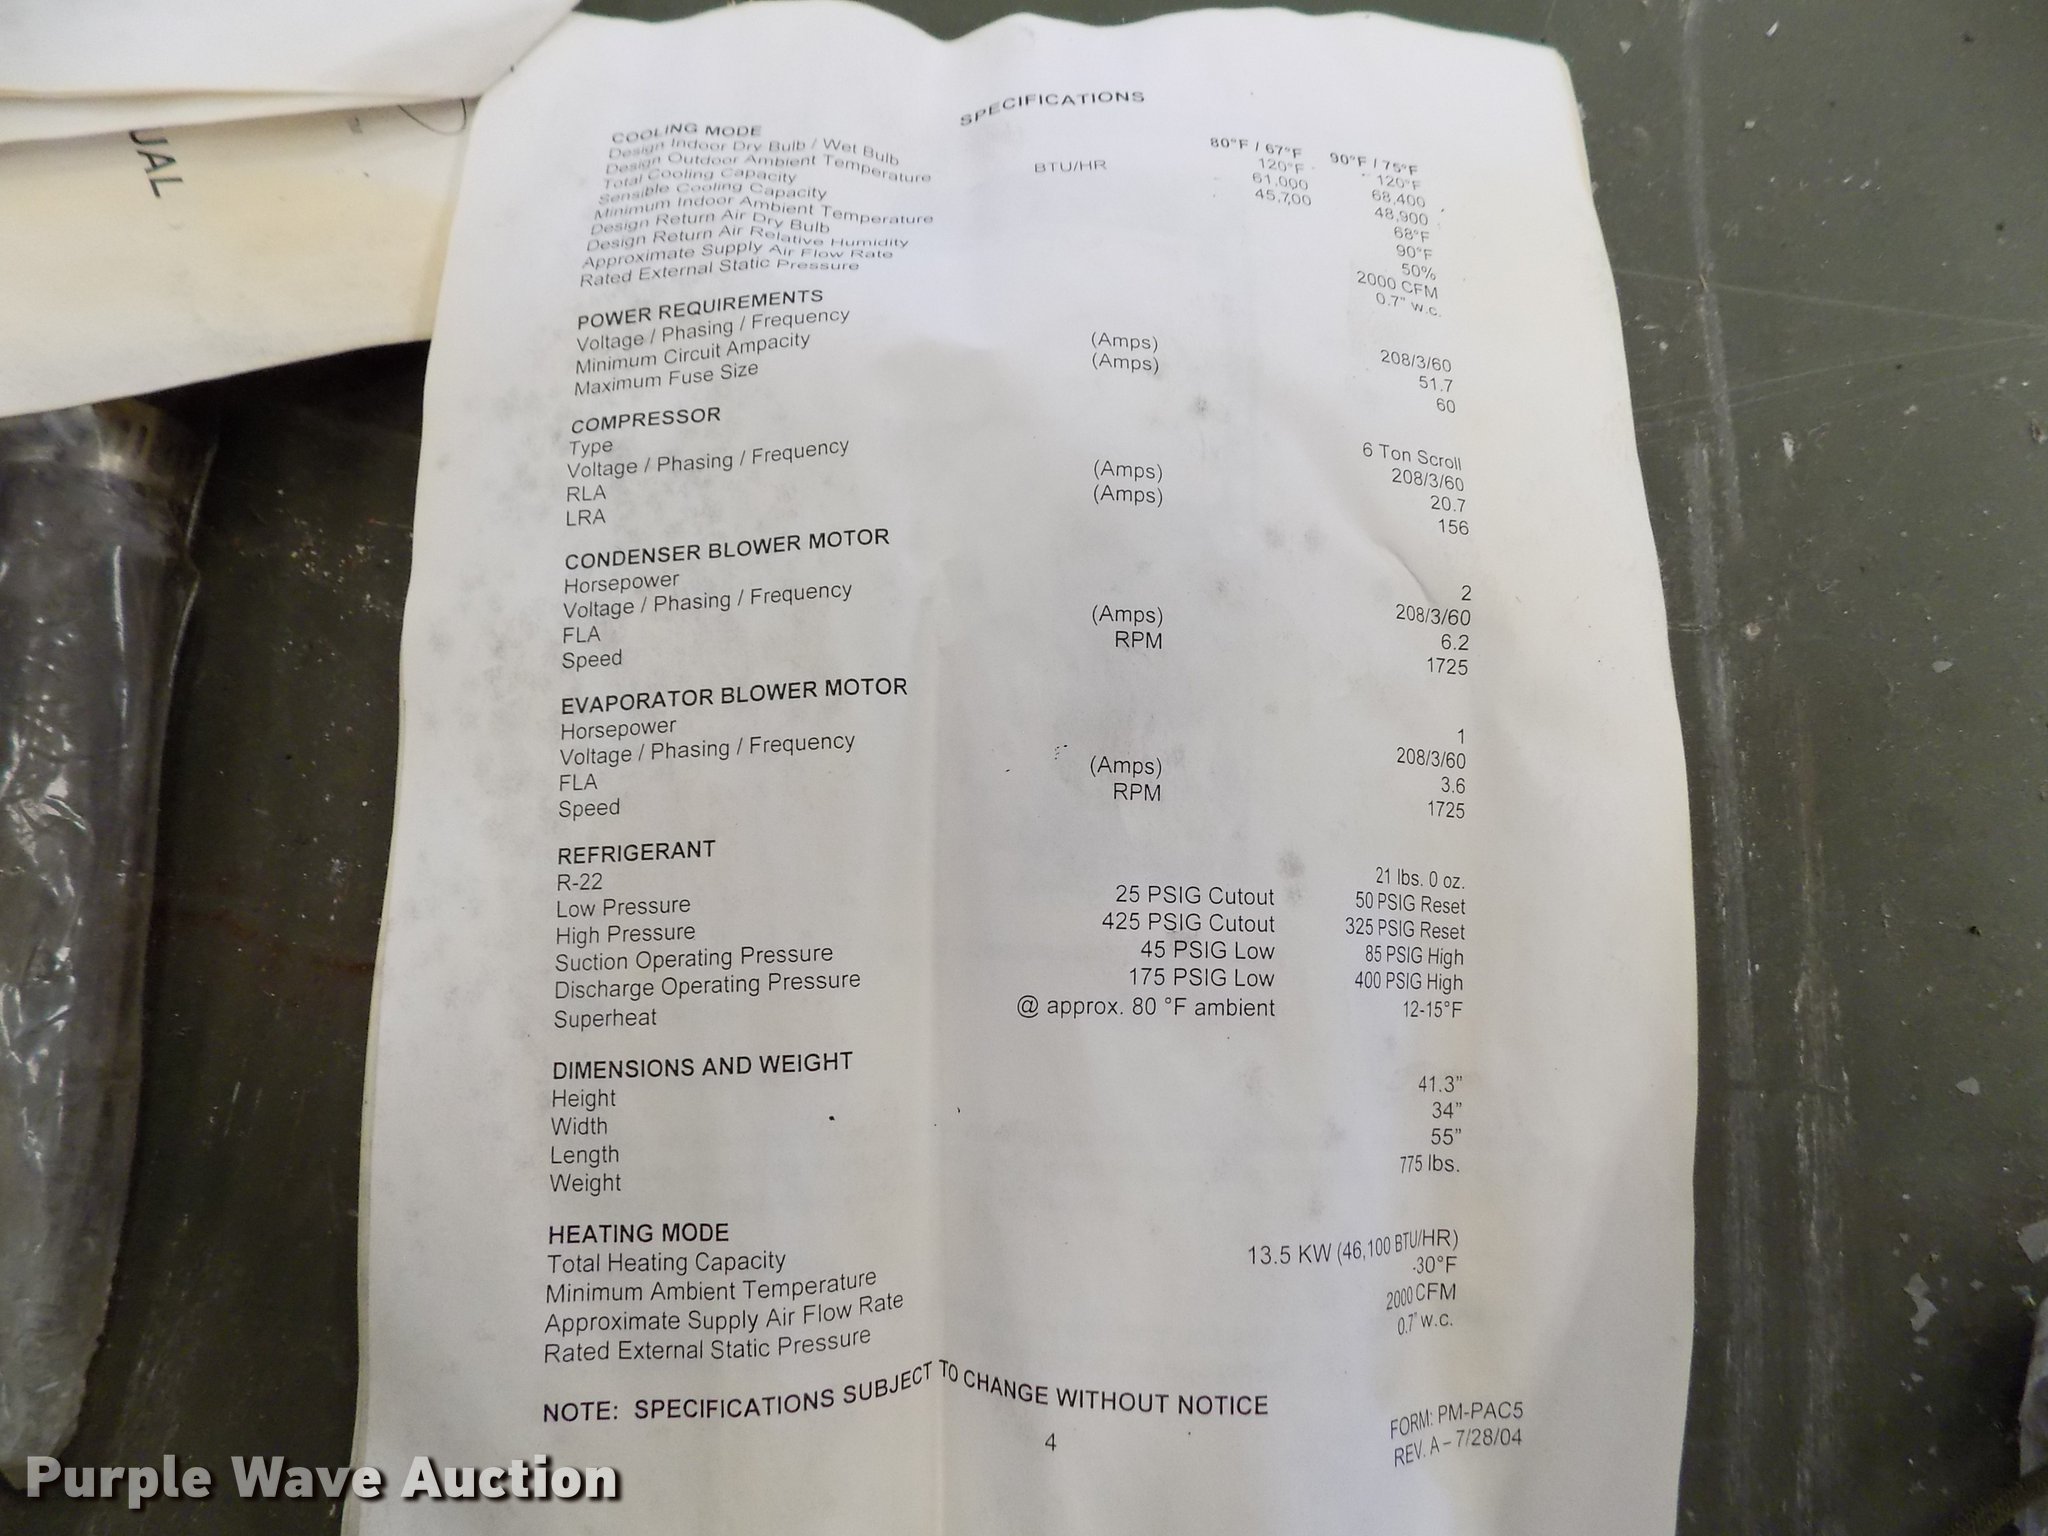 UAL
SPECIFICATIONS
COOLING MODE
Design Indoor Dry Bulb / Wet Bulb 80°F / 67°F 90°F / 75°F
Design Outdoor Ambient Temperature 120°F 120°F
Total Cooling Capacity BTU/HR 61,000 68,400
Sensible Cooling Capacity 45,700 48,900
Minimum Indoor Ambient Temperature 68°F
Design Return Air Dry Bulb 90°F
Design Return Air Relative Humidity 50%
Approximate Supply Air Flow Rate 2000 CFM
Rated External Static Pressure 0.7" w.c.
POWER REQUIREMENTS
Voltage / Phasing / Frequency 208/3/60
Minimum Circuit Ampacity (Amps) 51.7
Maximum Fuse Size (Amps) 60
COMPRESSOR
Type 6 Ton Scroll
Voltage / Phasing / Frequency 208/3/60
RLA (Amps) 20.7
LRA (Amps) 156
CONDENSER BLOWER MOTOR
Horsepower 2
Voltage / Phasing / Frequency 208/3/60
FLA (Amps) 6.2
Speed RPM 1725
EVAPORATOR BLOWER MOTOR
Horsepower 1
Voltage / Phasing / Frequency 208/3/60
FLA (Amps) 3.6
Speed RPM 1725
REFRIGERANT
R-22 21 lbs. 0 oz.
Low Pressure 25 PSIG Cutout 50 PSIG Reset
High Pressure 425 PSIG Cutout 325 PSIG Reset
Suction Operating Pressure 45 PSIG Low 85 PSIG High
Discharge Operating Pressure 175 PSIG Low 400 PSIG High
Superheat @ approx. 80 °F ambient 12-15°F
DIMENSIONS AND WEIGHT
Height 41.3"
Width 34"
Length 55"
Weight 775 lbs.
HEATING MODE
Total Heating Capacity 13.5 KW (46,100 BTU/HR)
Minimum Ambient Temperature -30°F
Approximate Supply Air Flow Rate 2000 CFM
Rated External Static Pressure 0.7" w.c.
NOTE: SPECIFICATIONS SUBJECT TO CHANGE WITHOUT NOTICE
4
FORM: PM-PAC5
REV. A – 7/28/04
Purple Wave Auction